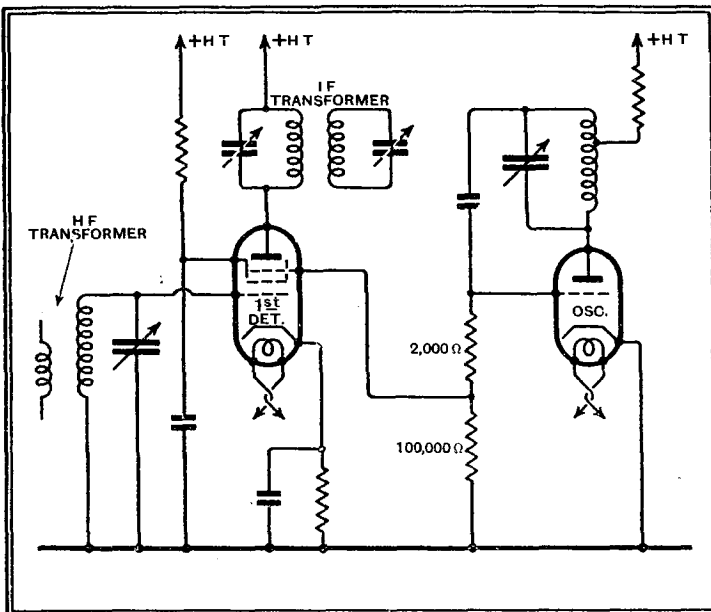 +HT
+HT
+HT
IF
TRANSFORMER
HF
TRANSFORMER
1st
DET.
OSC.
2,000 Ω
100,000 Ω